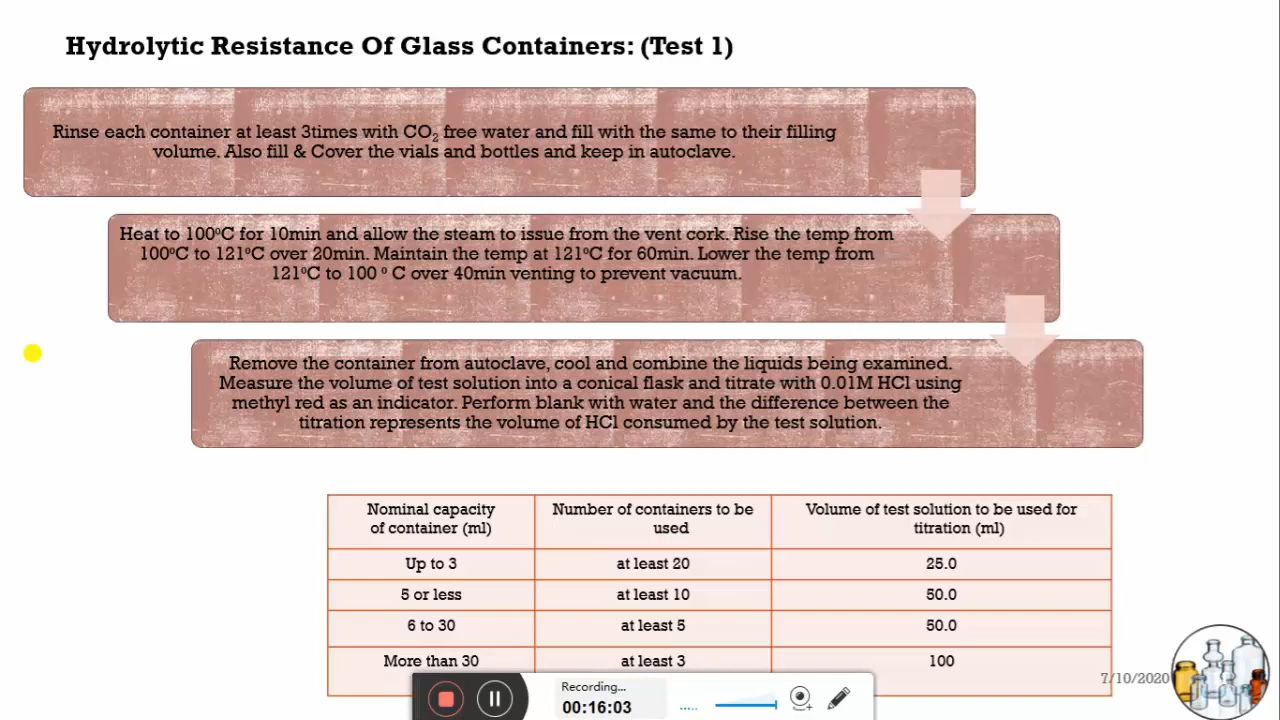 Hydrolytic Resistance Of Glass Containers: (Test 1)
Rinse each container at least 3times with CO₂ free water and fill with the same to their filling
volume. Also fill & Cover the vials and bottles and keep in autoclave.
Heat to 100⁰C for 10min and allow the steam to issue from the vent cork. Rise the temp from
100⁰C to 121⁰C over 20min. Maintain the temp at 121⁰C for 60min. Lower the temp from
121⁰C to 100 ⁰ C over 40min venting to prevent vacuum.
Remove the container from autoclave, cool and combine the liquids being examined.
Measure the volume of test solution into a conical flask and titrate with 0.01M HCl using
methyl red as an indicator. Perform blank with water and the difference between the
titration represents the volume of HCl consumed by the test solution.
Nominal capacity
of container (ml)
Number of containers to be
used
Volume of test solution to be used for
titration (ml)
Up to 3 at least 20 25.0
5 or less at least 10 50.0
6 to 30 at least 5 50.0
More than 30 at least 3 100
7/10/2020
Recording...
00:16:03